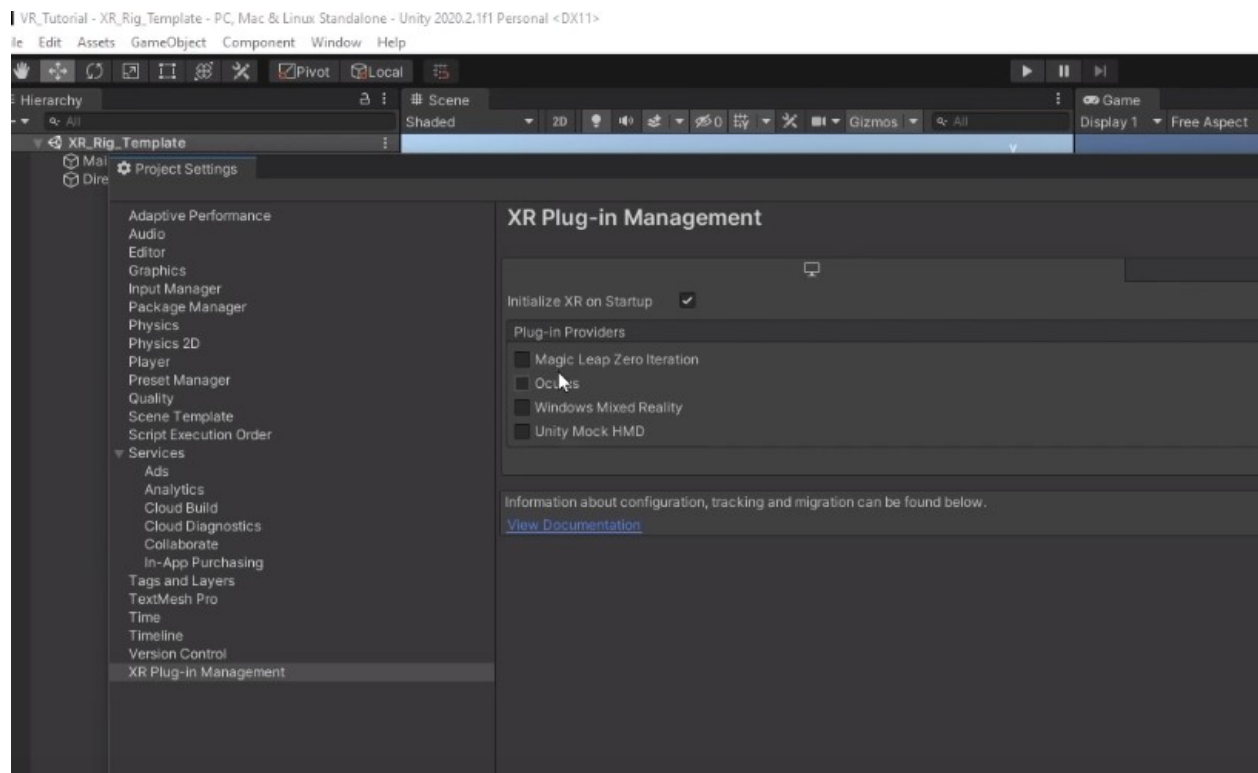 VR_Tutorial - XR_Rig_Template - PC, Mac & Linux Standalone - Unity 2020.2.1f1 Personal <DX11>
le Edit Assets GameObject Component Window Help
Pivot Local
Hierarchy
All
XR_Rig_Template
Mai
Dire
# Scene
Shaded 2D 0 Gizmos All
Game
Display 1 Free Aspect
Project Settings
Adaptive Performance
Audio
Editor
Graphics
Input Manager
Package Manager
Physics
Physics 2D
Player
Preset Manager
Quality
Scene Template
Script Execution Order
Services
Ads
Analytics
Cloud Build
Cloud Diagnostics
Collaborate
In-App Purchasing
Tags and Layers
TextMesh Pro
Time
Timeline
Version Control
XR Plug-in Management
XR Plug-in Management
Initialize XR on Startup
Plug-in Providers
Magic Leap Zero Iteration
Oculus
Windows Mixed Reality
Unity Mock HMD
Information about configuration, tracking and migration can be found below.
View Documentation